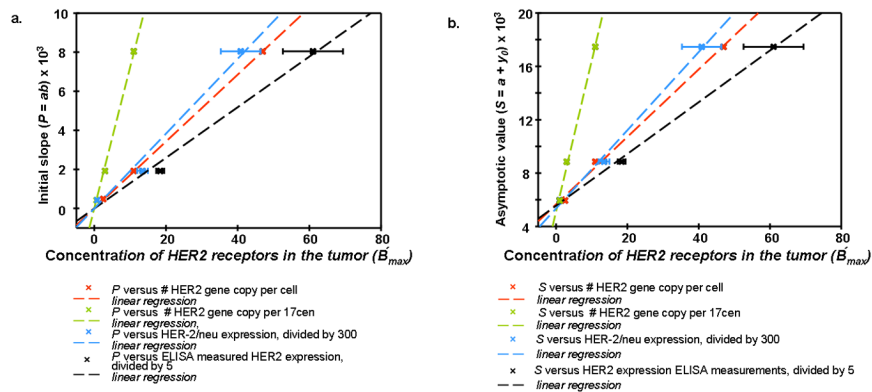 a.
Initial slope (P = ab) x 10³
10
8
6
4
2
0
0 20 40 60 80
Concentration of HER2 receptors in the tumor (B́max)
P versus # HER2 gene copy per cell
linear regression
P versus # HER2 gene copy per 17cen
linear regression,
P versus HER-2/neu expression, divided by 300
linear regression
P versus ELISA measured HER2 expression,
divided by 5
linear regression
b.
Asymptotic value (S = a + y₀) x 10³
20
16
12
8
4
0 20 40 60 80
Concentration of HER2 receptors in the tumor (B́max)
S versus # HER2 gene copy per cell
linear regression
S versus # HER2 gene copy per 17cen
linear regression
S versus HER-2/neu expression, divided by 300
linear regression
S versus HER2 expression ELISA measurements, divided by 5
linear regression